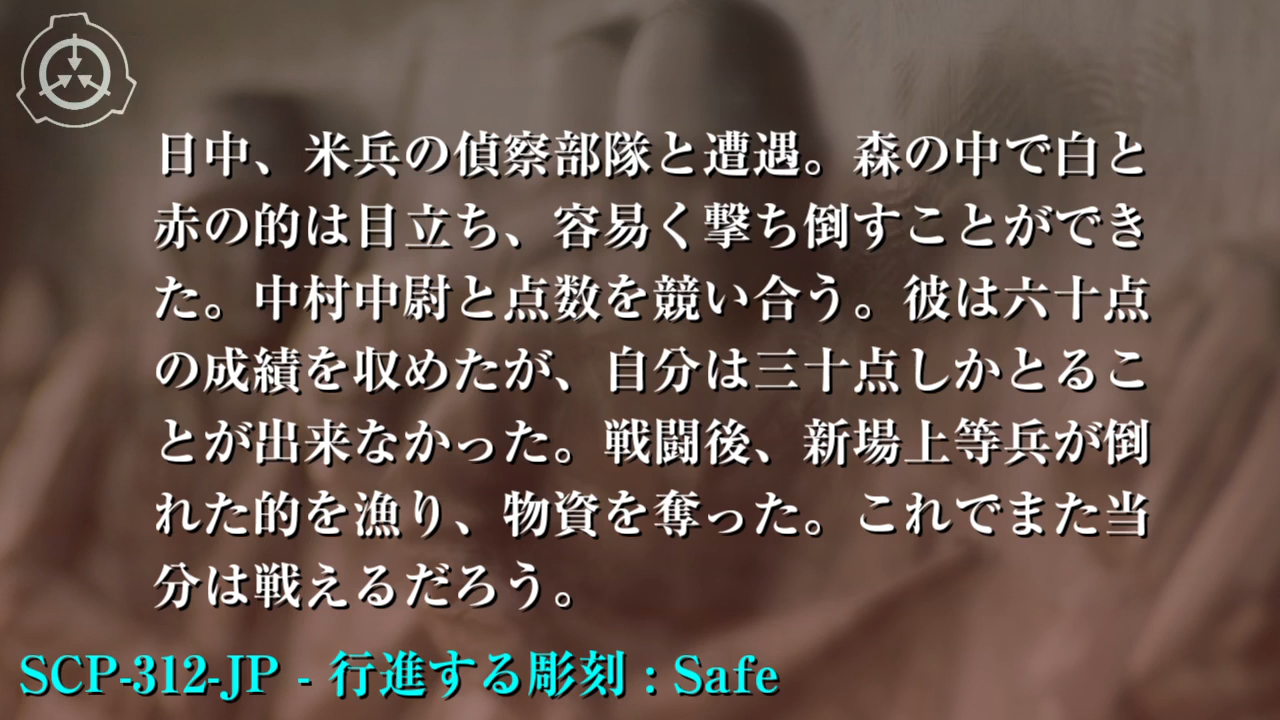 日中、米兵の偵察部隊と遭遇。森の中で白と
赤の的は目立ち、容易く撃ち倒すことができ
た。中村中尉と点数を競い合う。彼は六十点
の成績を収めたが、自分は三十点しかとるこ
とが出来なかった。戦闘後、新場上等兵が倒
れた的を漁り、物資を奪った。これでまた当
分は戦えるだろう。
SCP-312-JP - 行進する彫刻 : Safe